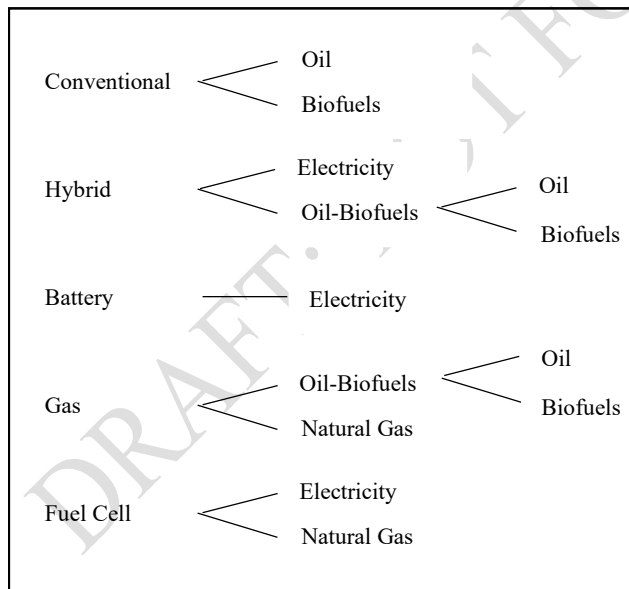 Conventional
Oil
Biofuels
Hybrid
Electricity
Oil-Biofuels
Oil
Biofuels
Battery
Electricity
Gas
Oil-Biofuels
Oil
Biofuels
Natural Gas
Fuel Cell
Electricity
Natural Gas
DRAFT: